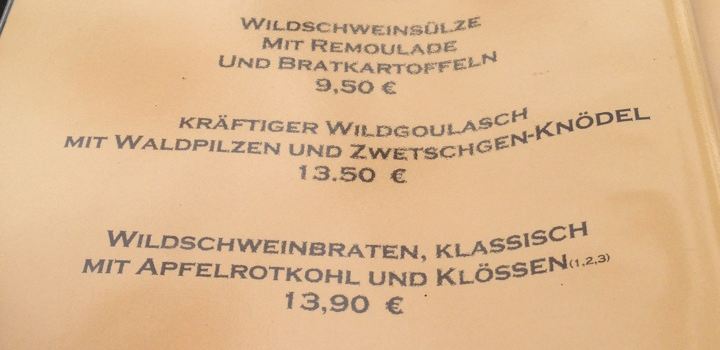 WILDSCHWEINSÜLZE
MIT REMOULADE
UND BRATKARTOFFELN
9,50 €
KRÄFTIGER WILDGOULASCH
MIT WALDPILZEN UND ZWETSCHGEN-KNÖDEL
13.50 €
WILDSCHWEINBRATEN, KLASSISCH
MIT APFELROTKOHL UND KLÖSSEN(1,2,3)
13,90 €